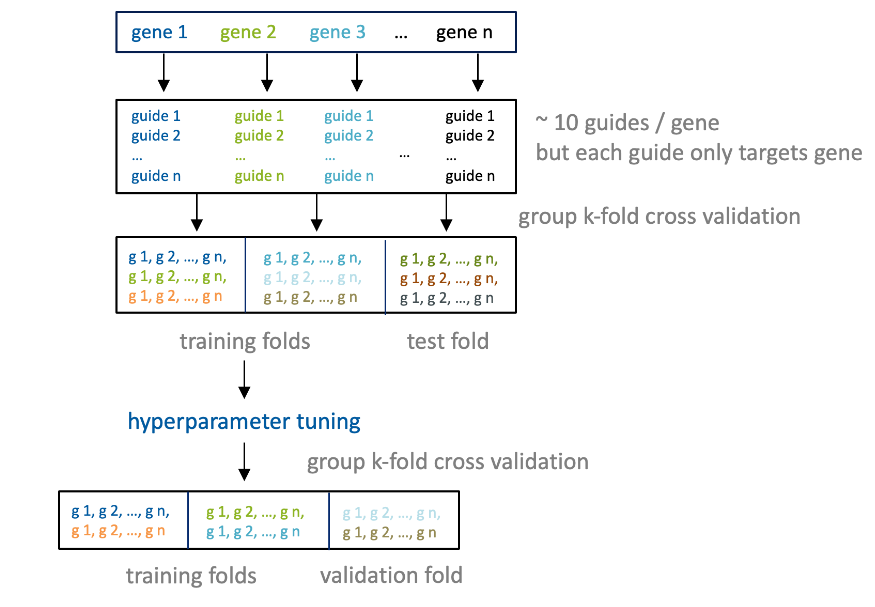 gene 1 gene 2 gene 3 ... gene n
guide 1 guide 1 guide 1 guide 1
guide 2 guide 2 guide 2 guide 2
... ... ... ... ...
guide n guide n guide n guide n
~ 10 guides / gene
but each guide only targets gene
group k-fold cross validation
g 1, g 2, ..., g n, g 1, g 2, ..., g n, g 1, g 2, ..., g n,
g 1, g 2, ..., g n g 1, g 2, ..., g n g 1, g 2, ..., g n,
g 1, g 2, ..., g n g 1, g 2, ..., g n g 1, g 2, ..., g n
training folds test fold
hyperparameter tuning
group k-fold cross validation
g 1, g 2, ..., g n, g 1, g 2, ..., g n, g 1, g 2, ..., g n,
g 1, g 2, ..., g n g 1, g 2, ..., g n g 1, g 2, ..., g n
training folds validation fold